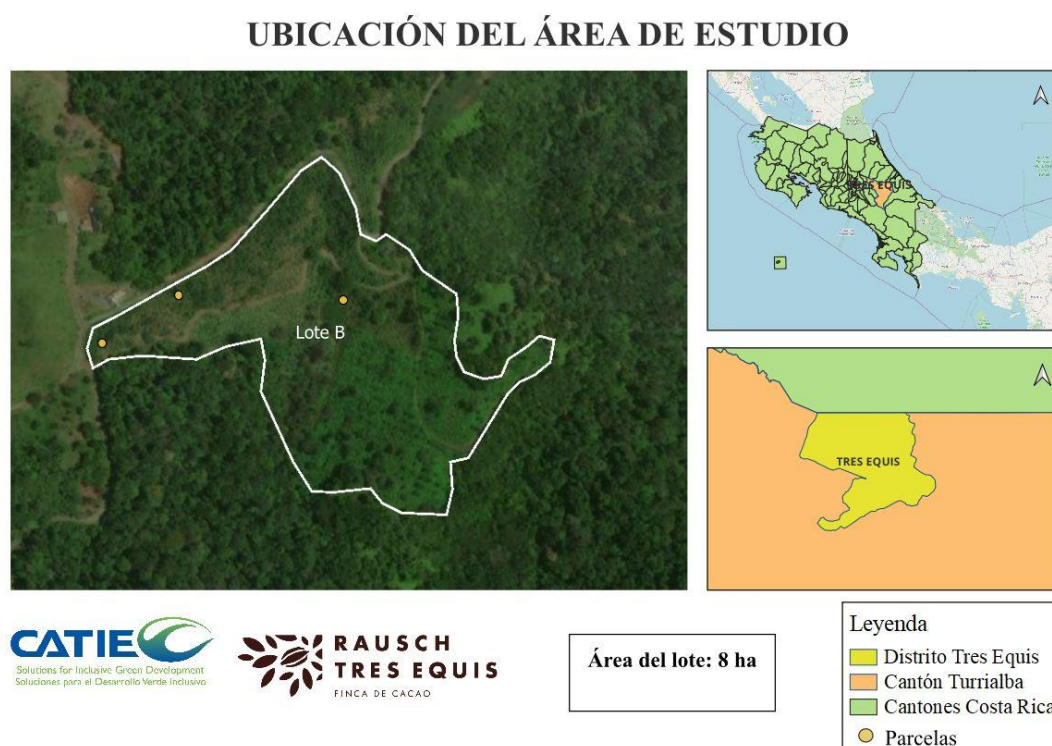 UBICACIÓN DEL ÁREA DE ESTUDIO
Lote B
TRES EQUIS
TRES EQUIS
CATIE
Solutions for Inclusive Green Development
Soluciones para el Desarrollo Verde Inclusivo
RAUSCH
TRES EQUIS
FINCA DE CACAO
Área del lote: 8 ha
Leyenda
Distrito Tres Equis
Cantón Turrialba
Cantones Costa Rica
Parcelas